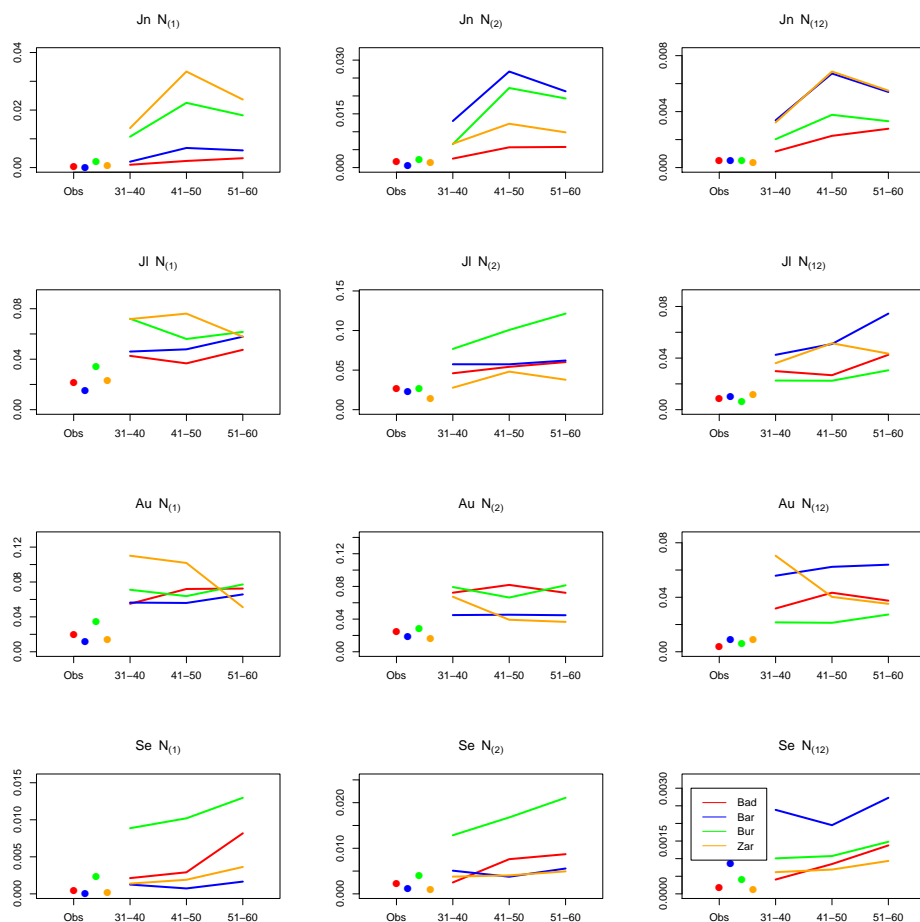 Jn N(1)
0.00 0.02 0.04
Obs 31−40 41−50 51−60
Jn N(2)
0.000 0.015 0.030
Obs 31−40 41−50 51−60
Jn N(12)
0.000 0.004 0.008
Obs 31−40 41−50 51−60
Jl N(1)
0.00 0.04 0.08
Obs 31−40 41−50 51−60
Jl N(2)
0.00 0.05 0.10 0.15
Obs 31−40 41−50 51−60
Jl N(12)
0.00 0.04 0.08
Obs 31−40 41−50 51−60
Au N(1)
0.00 0.04 0.08 0.12
Obs 31−40 41−50 51−60
Au N(2)
0.00 0.04 0.08 0.12
Obs 31−40 41−50 51−60
Au N(12)
0.00 0.04 0.08
Obs 31−40 41−50 51−60
Se N(1)
0.000 0.005 0.010 0.015
Obs 31−40 41−50 51−60
Se N(2)
0.000 0.010 0.020
Obs 31−40 41−50 51−60
Se N(12)
0.0000 0.0015 0.0030
Bad
Bar
Bur
Zar
Obs 31−40 41−50 51−60